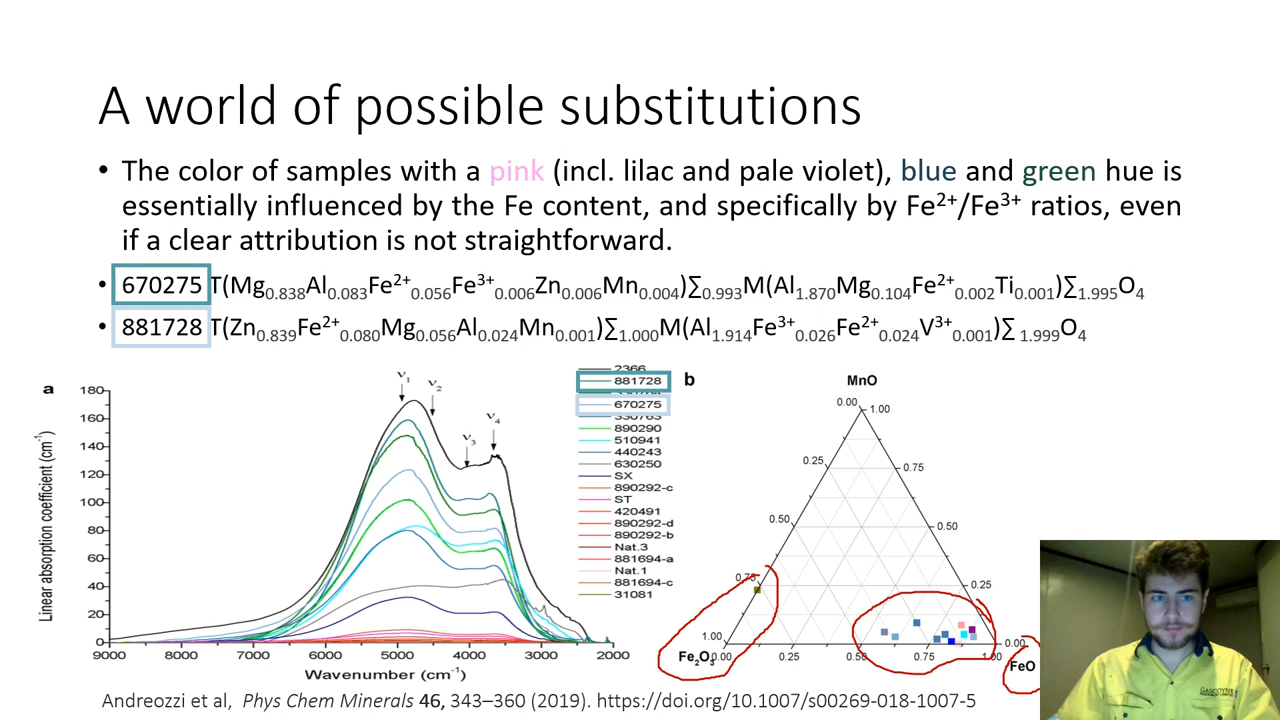 A world of possible substitutions
• The color of samples with a pink (incl. lilac and pale violet), blue and green hue is
essentially influenced by the Fe content, and specifically by Fe²⁺/Fe³⁺ ratios, even
if a clear attribution is not straightforward.
• 670275 T(Mg₀.₈₃₈Al₀.₀₈₃Fe²⁺₀.₀₅₆Fe³⁺₀.₀₀₆Zn₀.₀₀₆Mn₀.₀₀₄)∑₀.₉₉₃M(Al₁.₈₇₀Mg₀.₁₀₄Fe²⁺₀.₀₀₂Ti₀.₀₀₁)∑₁.₉₉₅O₄
• 881728 T(Zn₀.₈₃₉Fe²⁺₀.₀₈₀Mg₀.₀₅₆Al₀.₀₂₄Mn₀.₀₀₁)∑₁.₀₀₀M(Al₁.₉₁₄Fe³⁺₀.₀₂₆Fe²⁺₀.₀₂₄V³⁺₀.₀₀₁)∑ ₁.₉₉₉O₄
a
Linear absorption coefficient (cm⁻¹)
180
160
140
120
100
80
60
40
20
0
9000 8000 7000 6000 5000 4000 3000 2000
Wavenumber (cm⁻¹)
ν₁
ν₂
ν₃
ν₄
2366
881728
670275
330763
890290
510941
440243
630250
SX
890292-c
ST
420491
890292-d
890292-b
Nat.3
881694-a
Nat.1
881694-c
31081
b
MnO
0.00 1.00
0.25 0.75
0.50 0.50
0.75 0.25
1.00 0.00
Fe₂O₃ 0.00 0.25 0.50 0.75 1.00 FeO
Andreozzi et al, Phys Chem Minerals 46, 343–360 (2019). https://doi.org/10.1007/s00269-018-1007-5